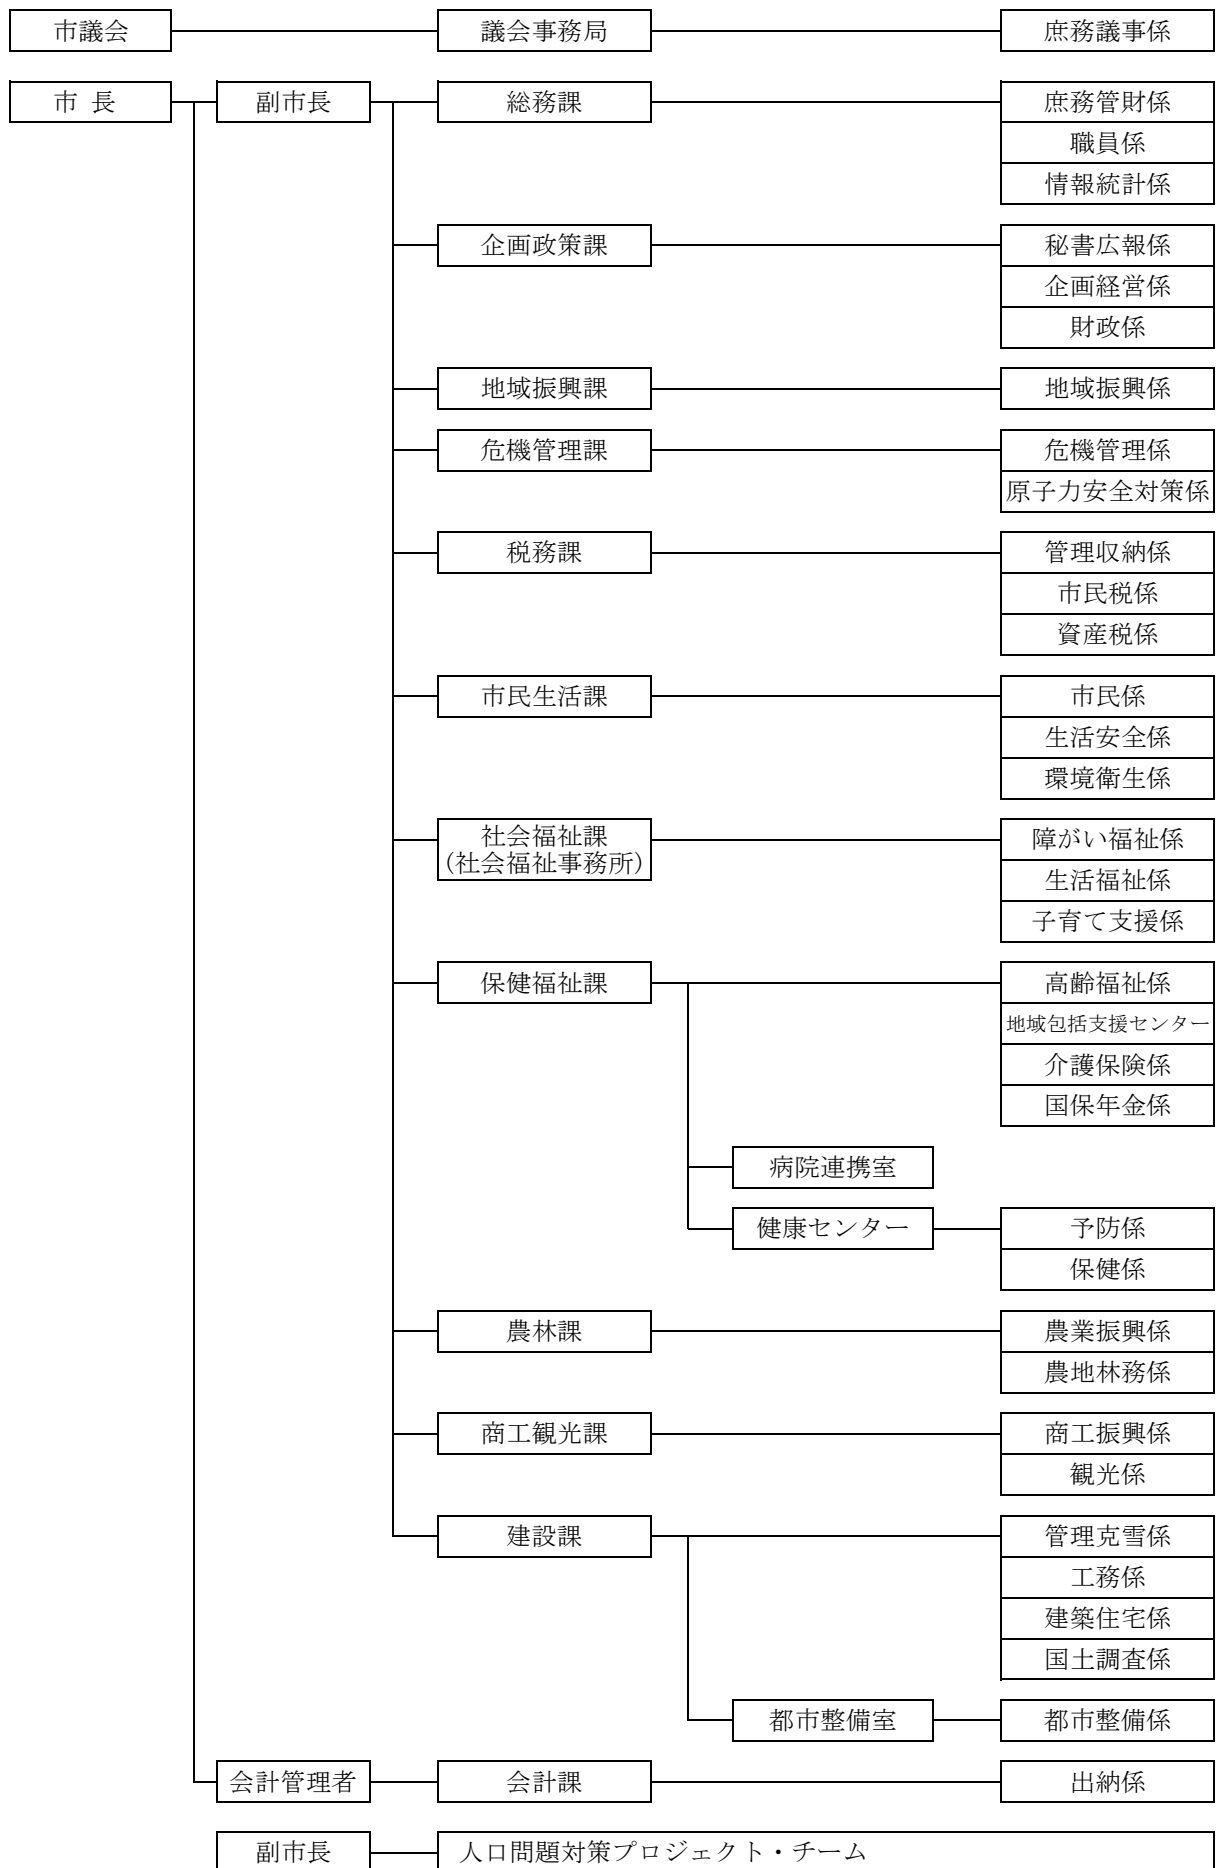 市議会 議会事務局 庶務議事係
市 長 副市長 総務課 庶務管財係
職員係
情報統計係
企画政策課 秘書広報係
企画経営係
財政係
地域振興課 地域振興係
危機管理課 危機管理係
原子力安全対策係
税務課 管理収納係
市民税係
資産税係
市民生活課 市民係
生活安全係
環境衛生係
社会福祉課 障がい福祉係
(社会福祉事務所)
生活福祉係
子育て支援係
保健福祉課 高齢福祉係
地域包括支援センター
介護保険係
国保年金係
病院連携室
健康センター 予防係
保健係
農林課 農業振興係
農地林務係
商工観光課 商工振興係
観光係
建設課 管理克雪係
工務係
建築住宅係
国土調査係
都市整備室 都市整備係
会計管理者 会計課 出納係
副市長 人口問題対策プロジェクト・チーム